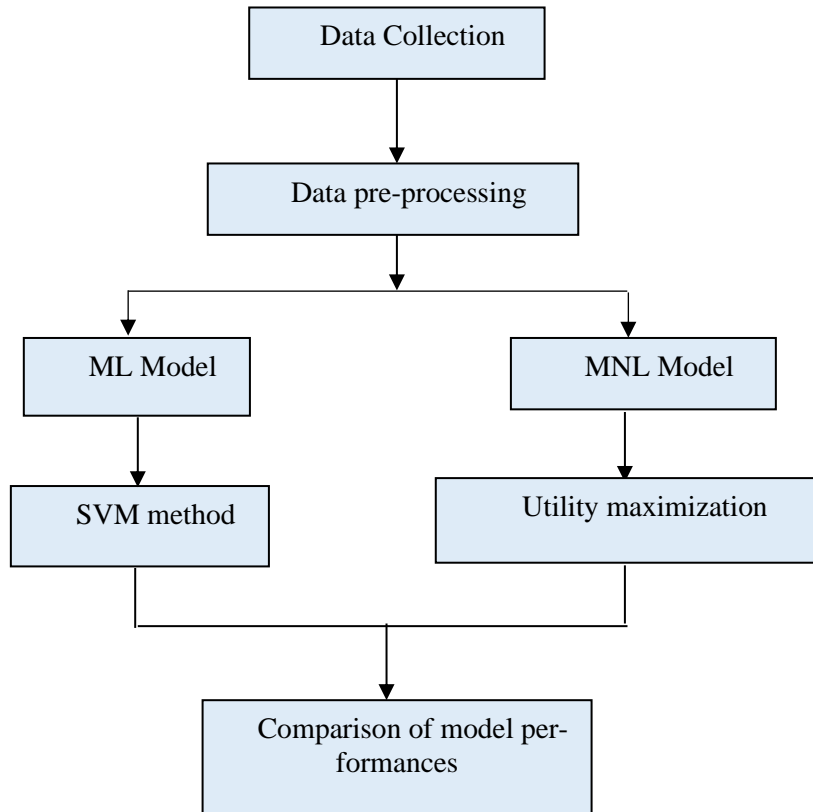 Data Collection
Data pre-processing
ML Model
MNL Model
SVM method
Utility maximization
Comparison of model per-
formances